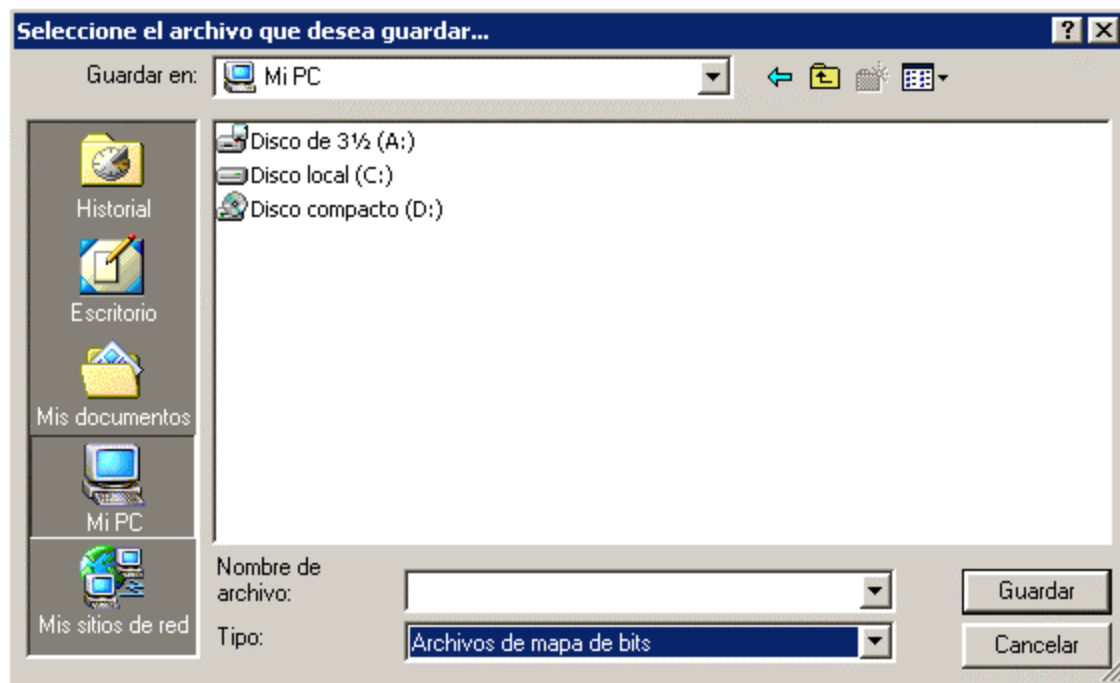 Seleccione el archivo que desea guardar...
Guardar en:
Mi PC
Historial
Escritorio
Mis documentos
Mi PC
Mis sitios de red
Disco de 3½ (A:)
Disco local (C:)
Disco compacto (D:)
Nombre de
archivo:
Guardar
Tipo:
Archivos de mapa de bits
Cancelar